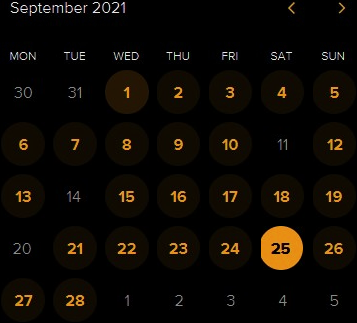 September 2021
MON TUE WED THU FRI SAT SUN
30 31 1 2 3 4 5
6 7 8 9 10 11 12
13 14 15 16 17 18 19
20 21 22 23 24 25 26
27 28 1 2 3 4 5